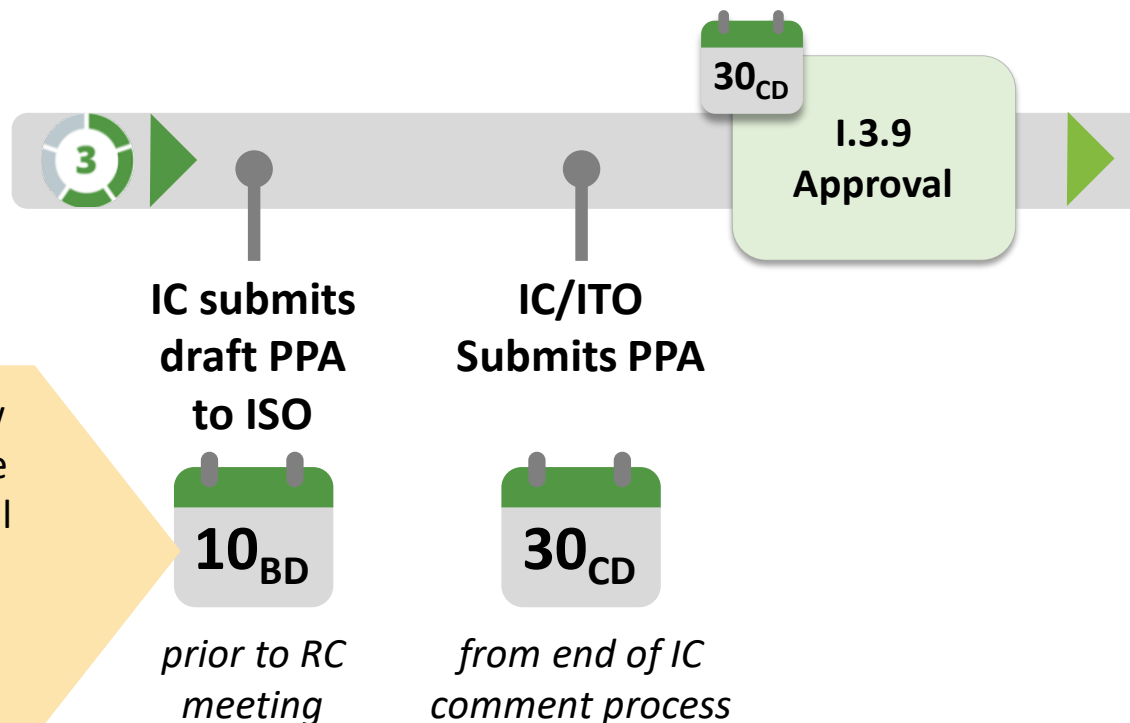 30CD
I.3.9
Approval
3
IC submits
draft PPA
to ISO
IC/ITO
Submits PPA
10BD
30CD
prior to RC
meeting
from end of IC
comment process